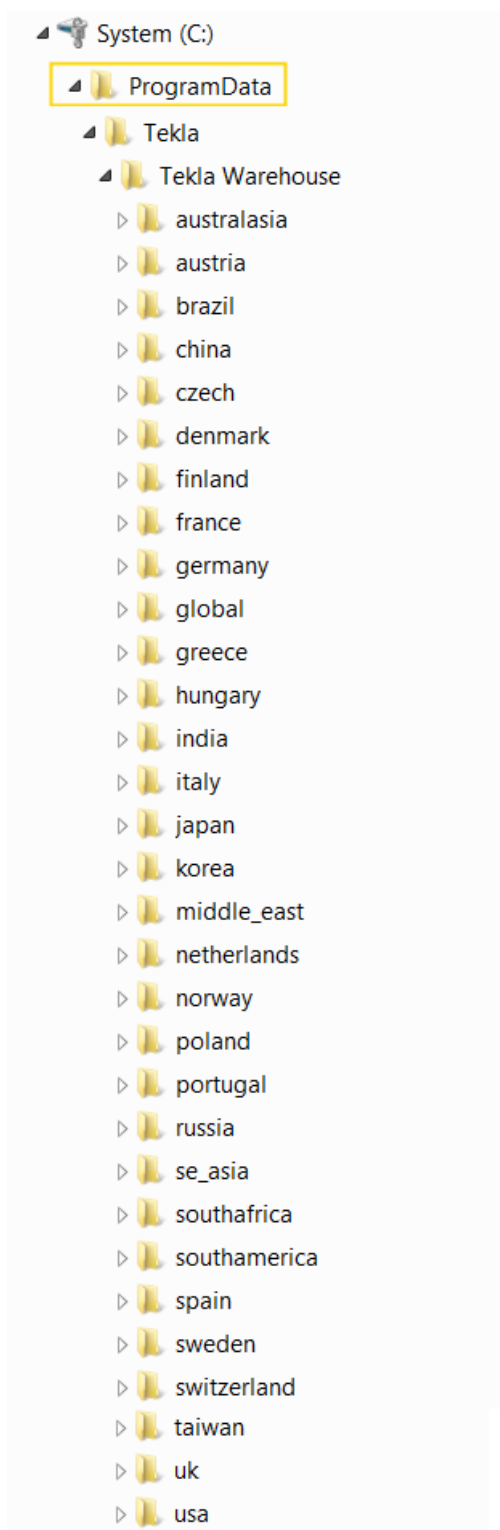 System (C:)
ProgramData
Tekla
Tekla Warehouse
australasia
austria
brazil
china
czech
denmark
finland
france
germany
global
greece
hungary
india
italy
japan
korea
middle_east
netherlands
norway
poland
portugal
russia
se_asia
southafrica
southamerica
spain
sweden
switzerland
taiwan
uk
usa